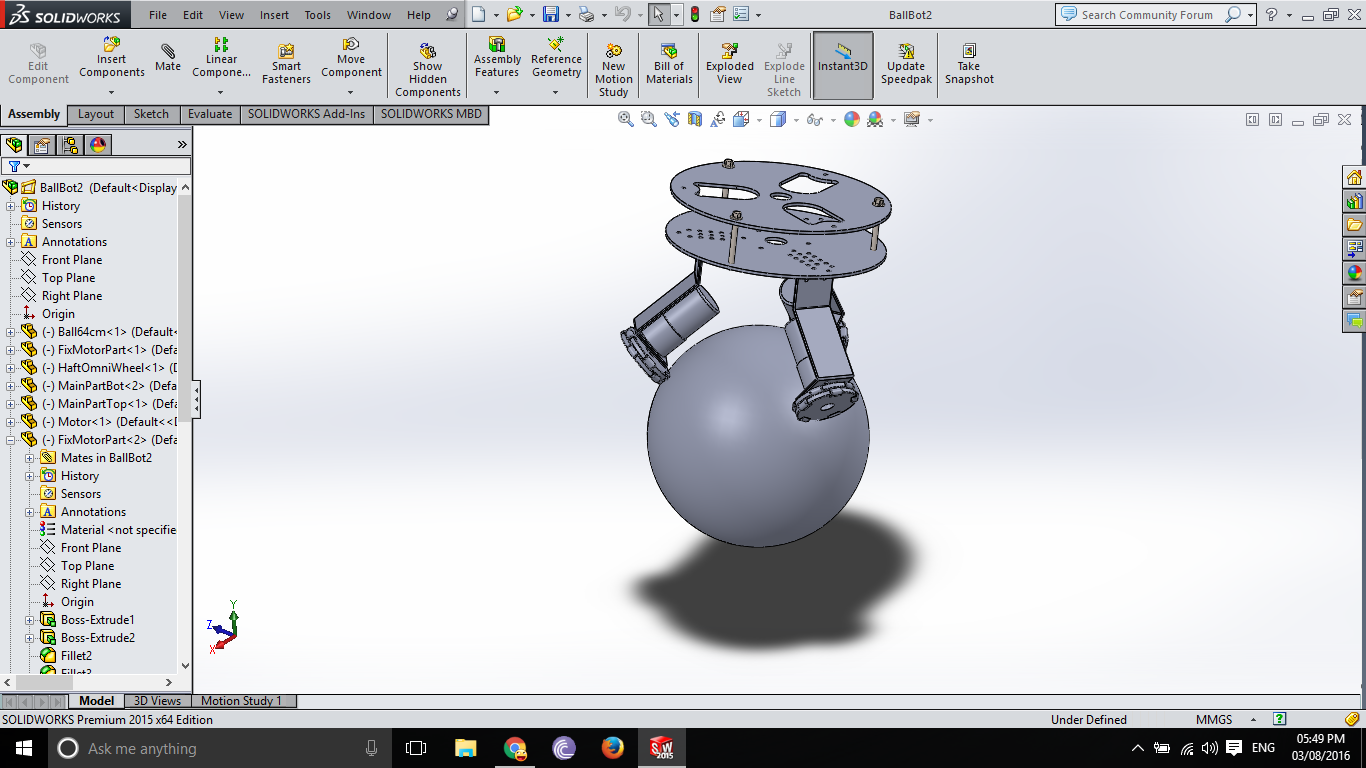 SOLIDWORKS File Edit View Insert Tools Window Help BallBot2 Search Community Forum
Edit Component
Insert Components
Mate
Linear Compone...
Smart Fasteners
Move Component
Show Hidden Components
Assembly Features
Reference Geometry
New Motion Study
Bill of Materials
Exploded View
Explode Line Sketch
Instant3D
Update Speedpak
Take Snapshot
Assembly Layout Sketch Evaluate SOLIDWORKS Add-Ins SOLIDWORKS MBD
BallBot2 (Default<Display
History
Sensors
Annotations
Front Plane
Top Plane
Right Plane
Origin
(-) Ball64cm<1> (Default<
(-) FixMotorPart<1> (Defa
(-) HaftOmniWheel<1> (D
(-) MainPartBot<2> (Defa
(-) MainPartTop<1> (Defa
(-) Motor<1> (Default<<D
(-) FixMotorPart<2> (Defa
Mates in BallBot2
History
Sensors
Annotations
Material <not specifie
Front Plane
Top Plane
Right Plane
Origin
Boss-Extrude1
Boss-Extrude2
Fillet2
Fillet3
Y
Z
X
Model 3D Views Motion Study 1
SOLIDWORKS Premium 2015 x64 Edition Under Defined MMGS
Ask me anything ENG 05:49 PM
03/08/2016